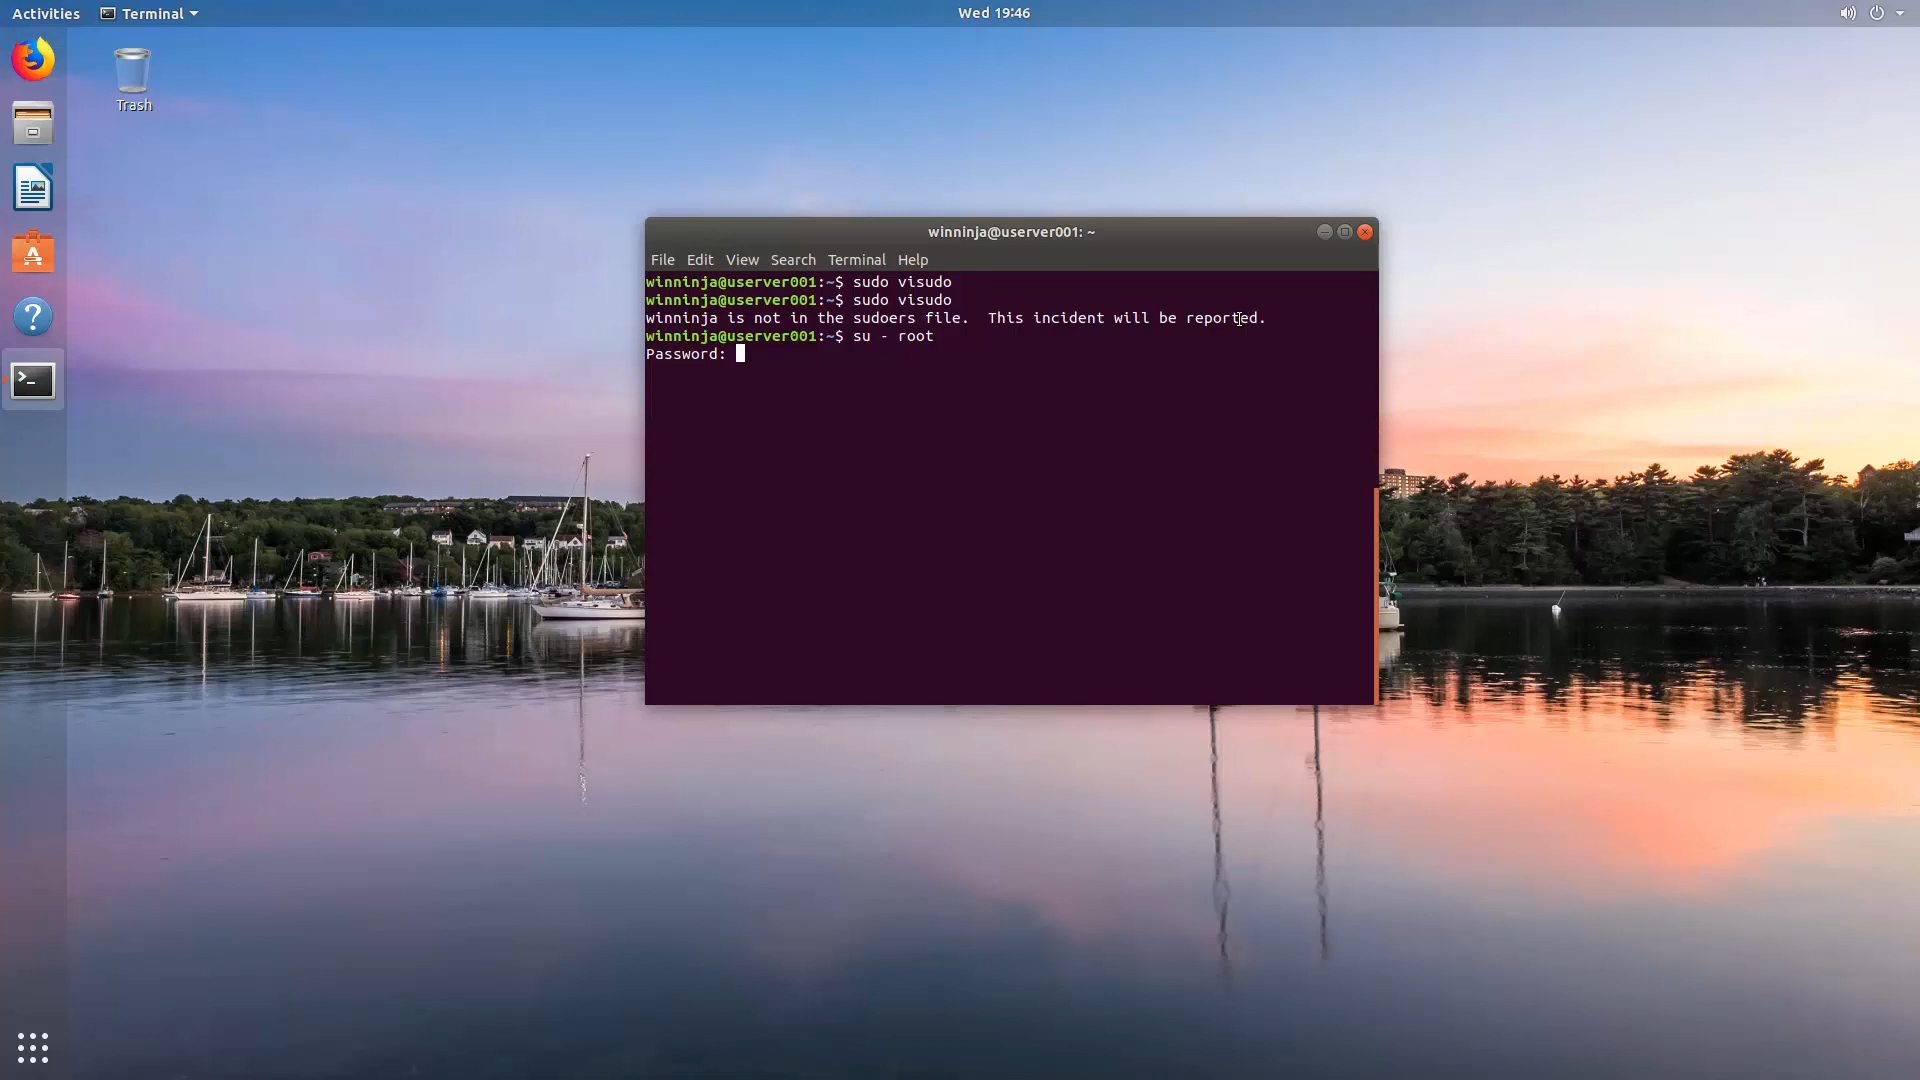 Activities Terminal Wed 19:46
Trash
winninja@userver001: ~
File Edit View Search Terminal Help
winninja@userver001:~$ sudo visudo
winninja@userver001:~$ sudo visudo
winninja is not in the sudoers file.  This incident will be reported.
winninja@userver001:~$ su - root
Password: